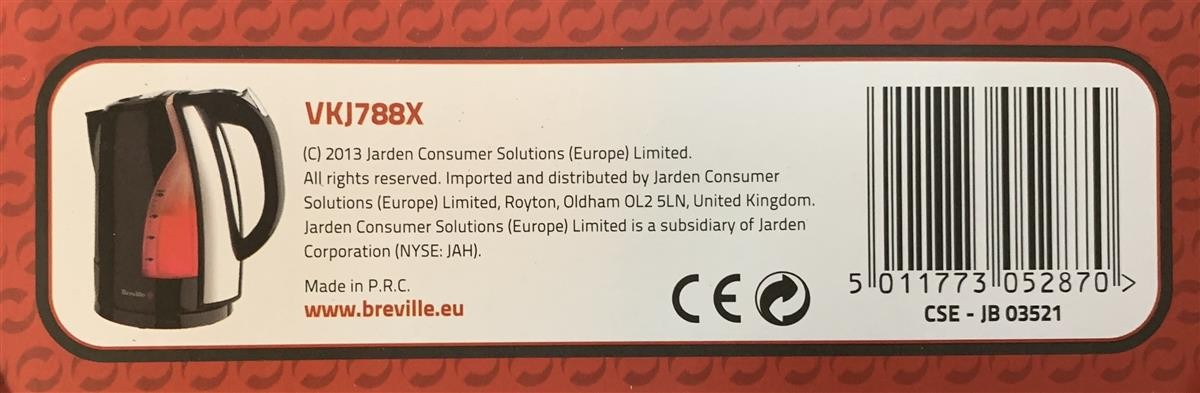 VKJ788X
(C) 2013 Jarden Consumer Solutions (Europe) Limited.
All rights reserved. Imported and distributed by Jarden Consumer
Solutions (Europe) Limited, Royton, Oldham OL2 5LN, United Kingdom.
Jarden Consumer Solutions (Europe) Limited is a subsidiary of Jarden
Corporation (NYSE: JAH).
Made in P.R.C.
www.breville.eu
Breville
CE
5 011773 052870 >
CSE - JB 03521